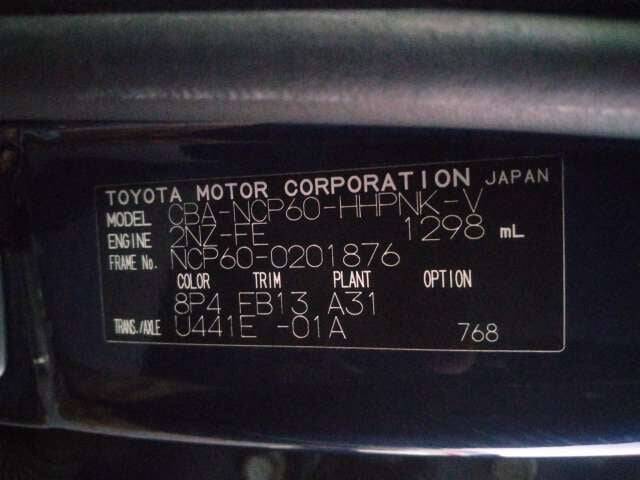 TOYOTA MOTOR CORPORATION JAPAN
MODEL CBA-NCP60-HHPNK-V
ENGINE 2NZ-FE 1298 mL
FRAME No. NCP60-0201876
COLOR TRIM PLANT OPTION
8P4 FB13 A31
TRANS./AXLE U441E -01A 768